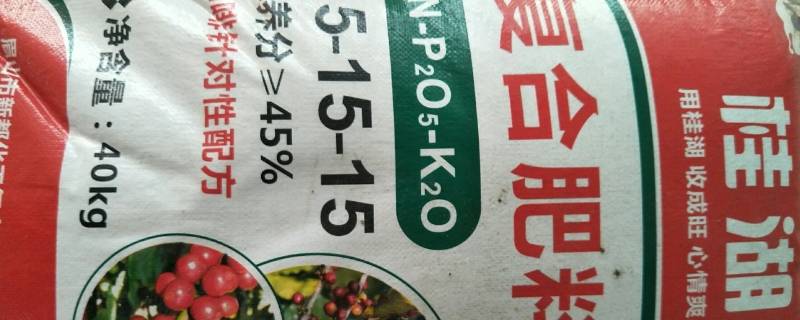 桂湖
用桂湖 收成旺 心情爽
复合肥料
N-P₂O₅-K₂O
5-15-15
养分≥45%
针对性配方
净含量：40kg